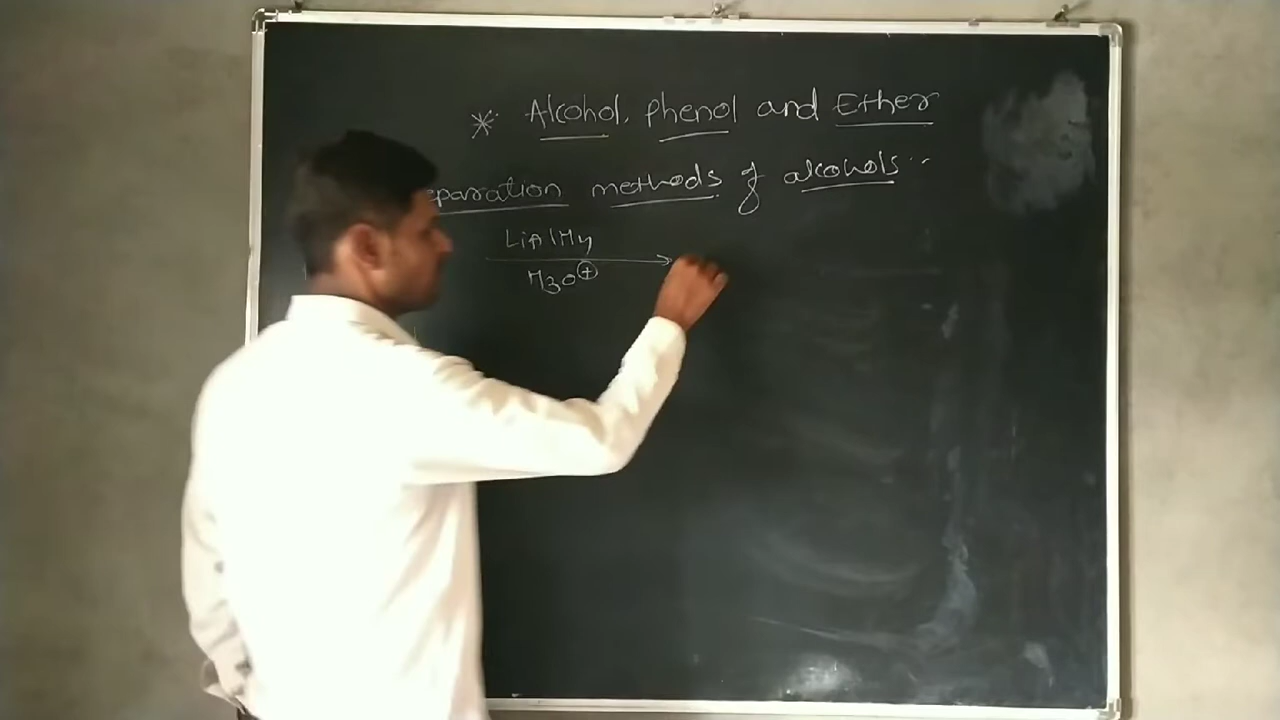 * Alcohol, phenol and Ether
eparation methods of alcohols :-
LiAlH4
H3O⊕